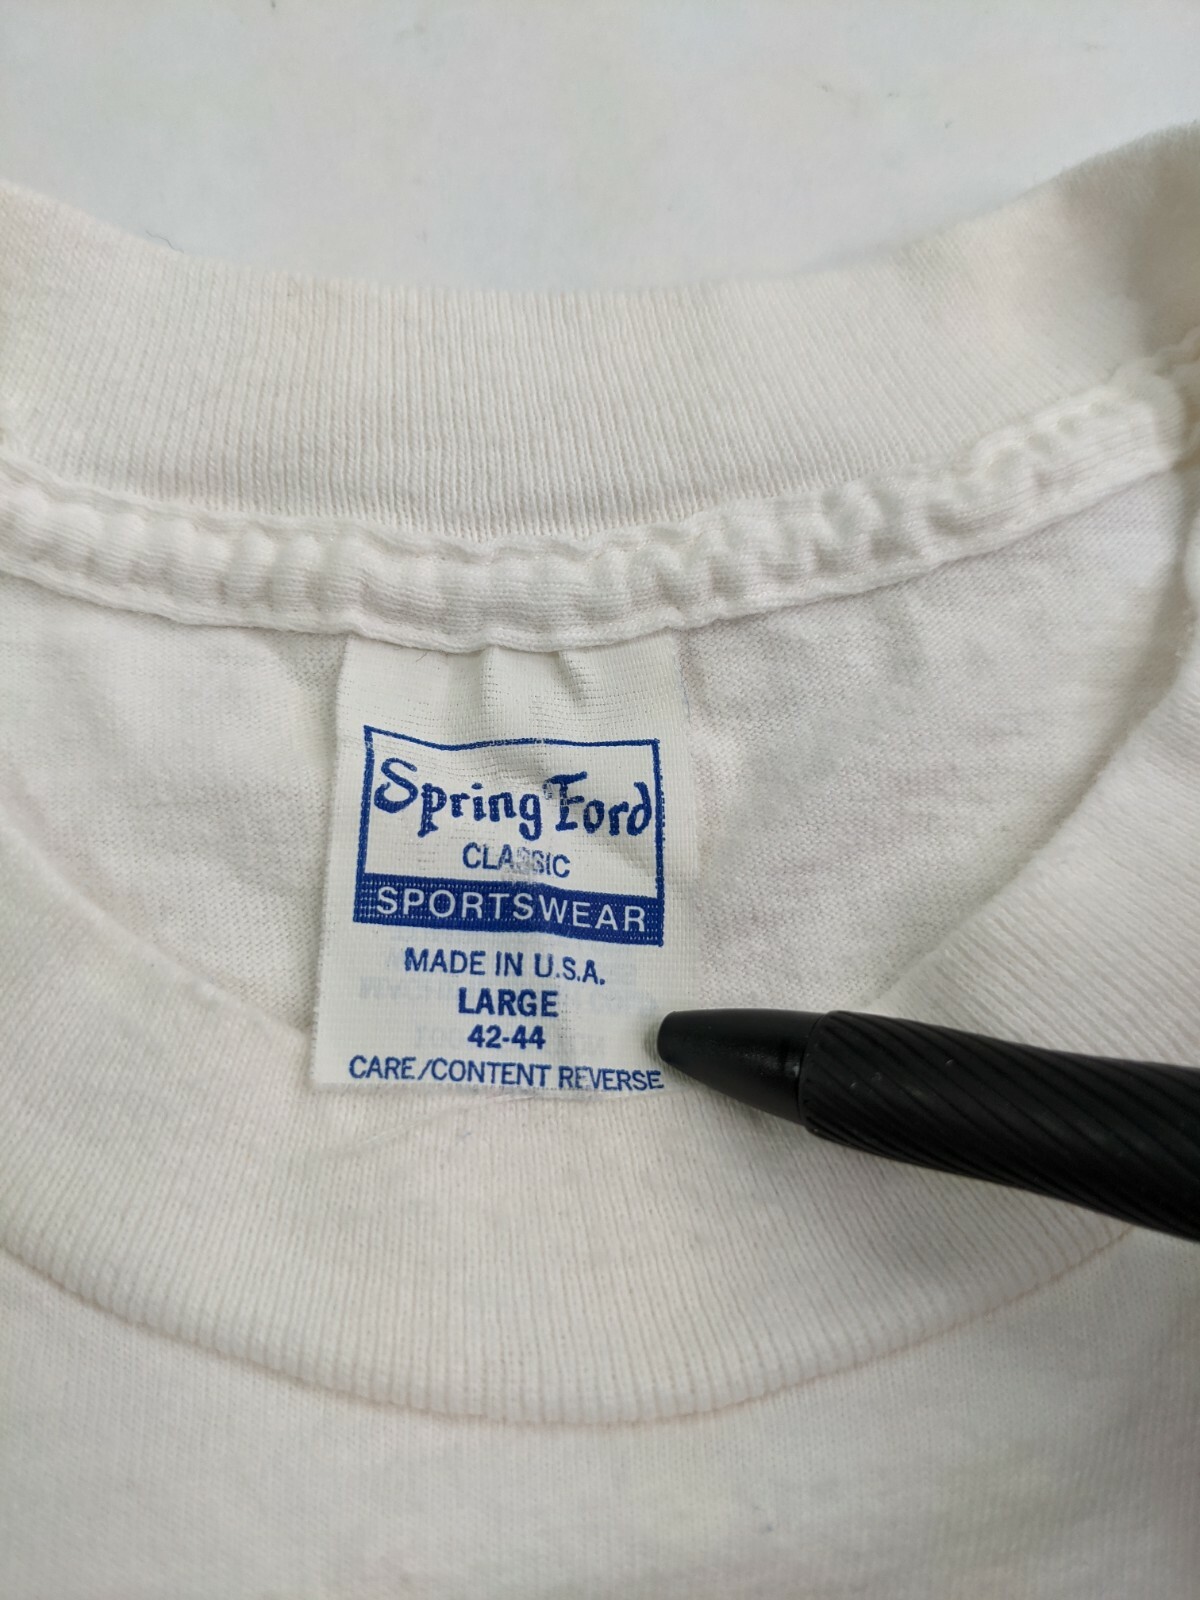 Spring Ford
CLASSIC
SPORTSWEAR
MADE IN U.S.A.
LARGE
42-44
CARE/CONTENT REVERSE